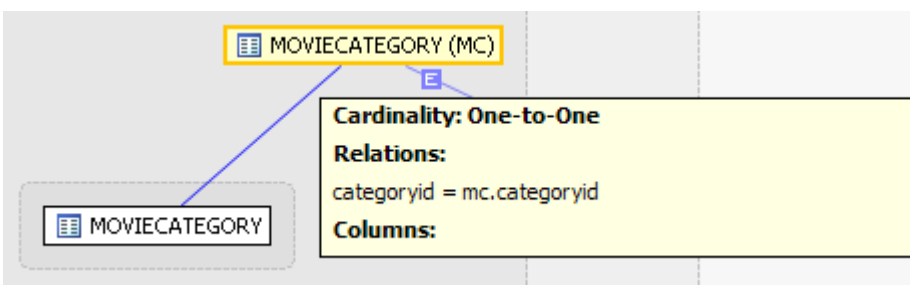 MOVIECATEGORY (MC)
E
Cardinality: One-to-One
Relations:
categoryid = mc.categoryid
MOVIECATEGORY
Columns: